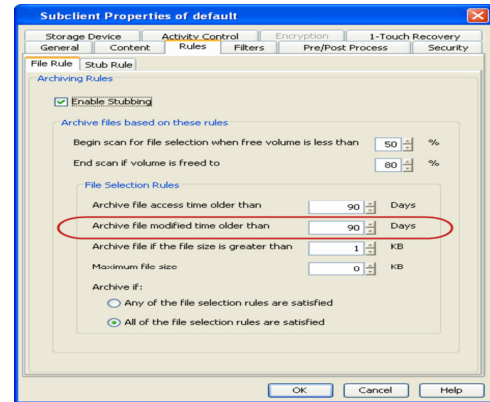 Subclient Properties of default
Storage Device Activity Control Encryption 1-Touch Recovery
General Content Rules Filters Pre/Post Process Security
File Rule Stub Rule
Archiving Rules
Enable Stubbing
Archive files based on these rules
Begin scan for file selection when free volume is less than 50 %
End scan if volume is freed to 80 %
File Selection Rules
Archive file access time older than 90 Days
Archive file modified time older than 90 Days
Archive file if the file size is greater than 1 KB
Maximum file size 0 KB
Archive if:
Any of the file selection rules are satisfied
All of the file selection rules are satisfied
OK Cancel Help